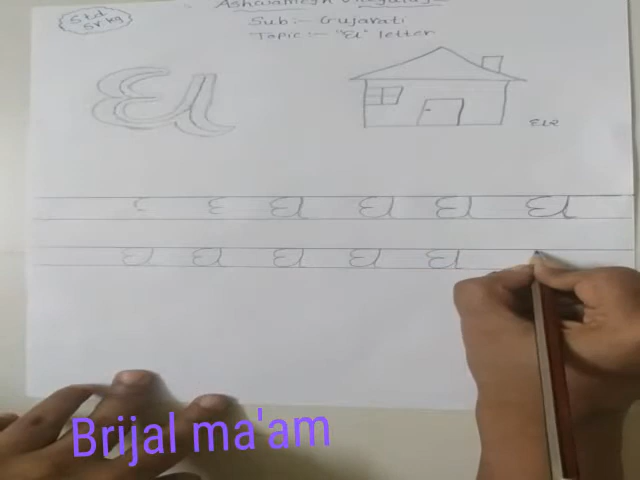 Std
Sr kg
Sub:- Gujarati
Topic:- "ઘ" letter
ઘ
ઘર
ઘ ઘ ઘ ઘ
ઘ ઘ ઘ ઘ ઘ
Brijal ma'am